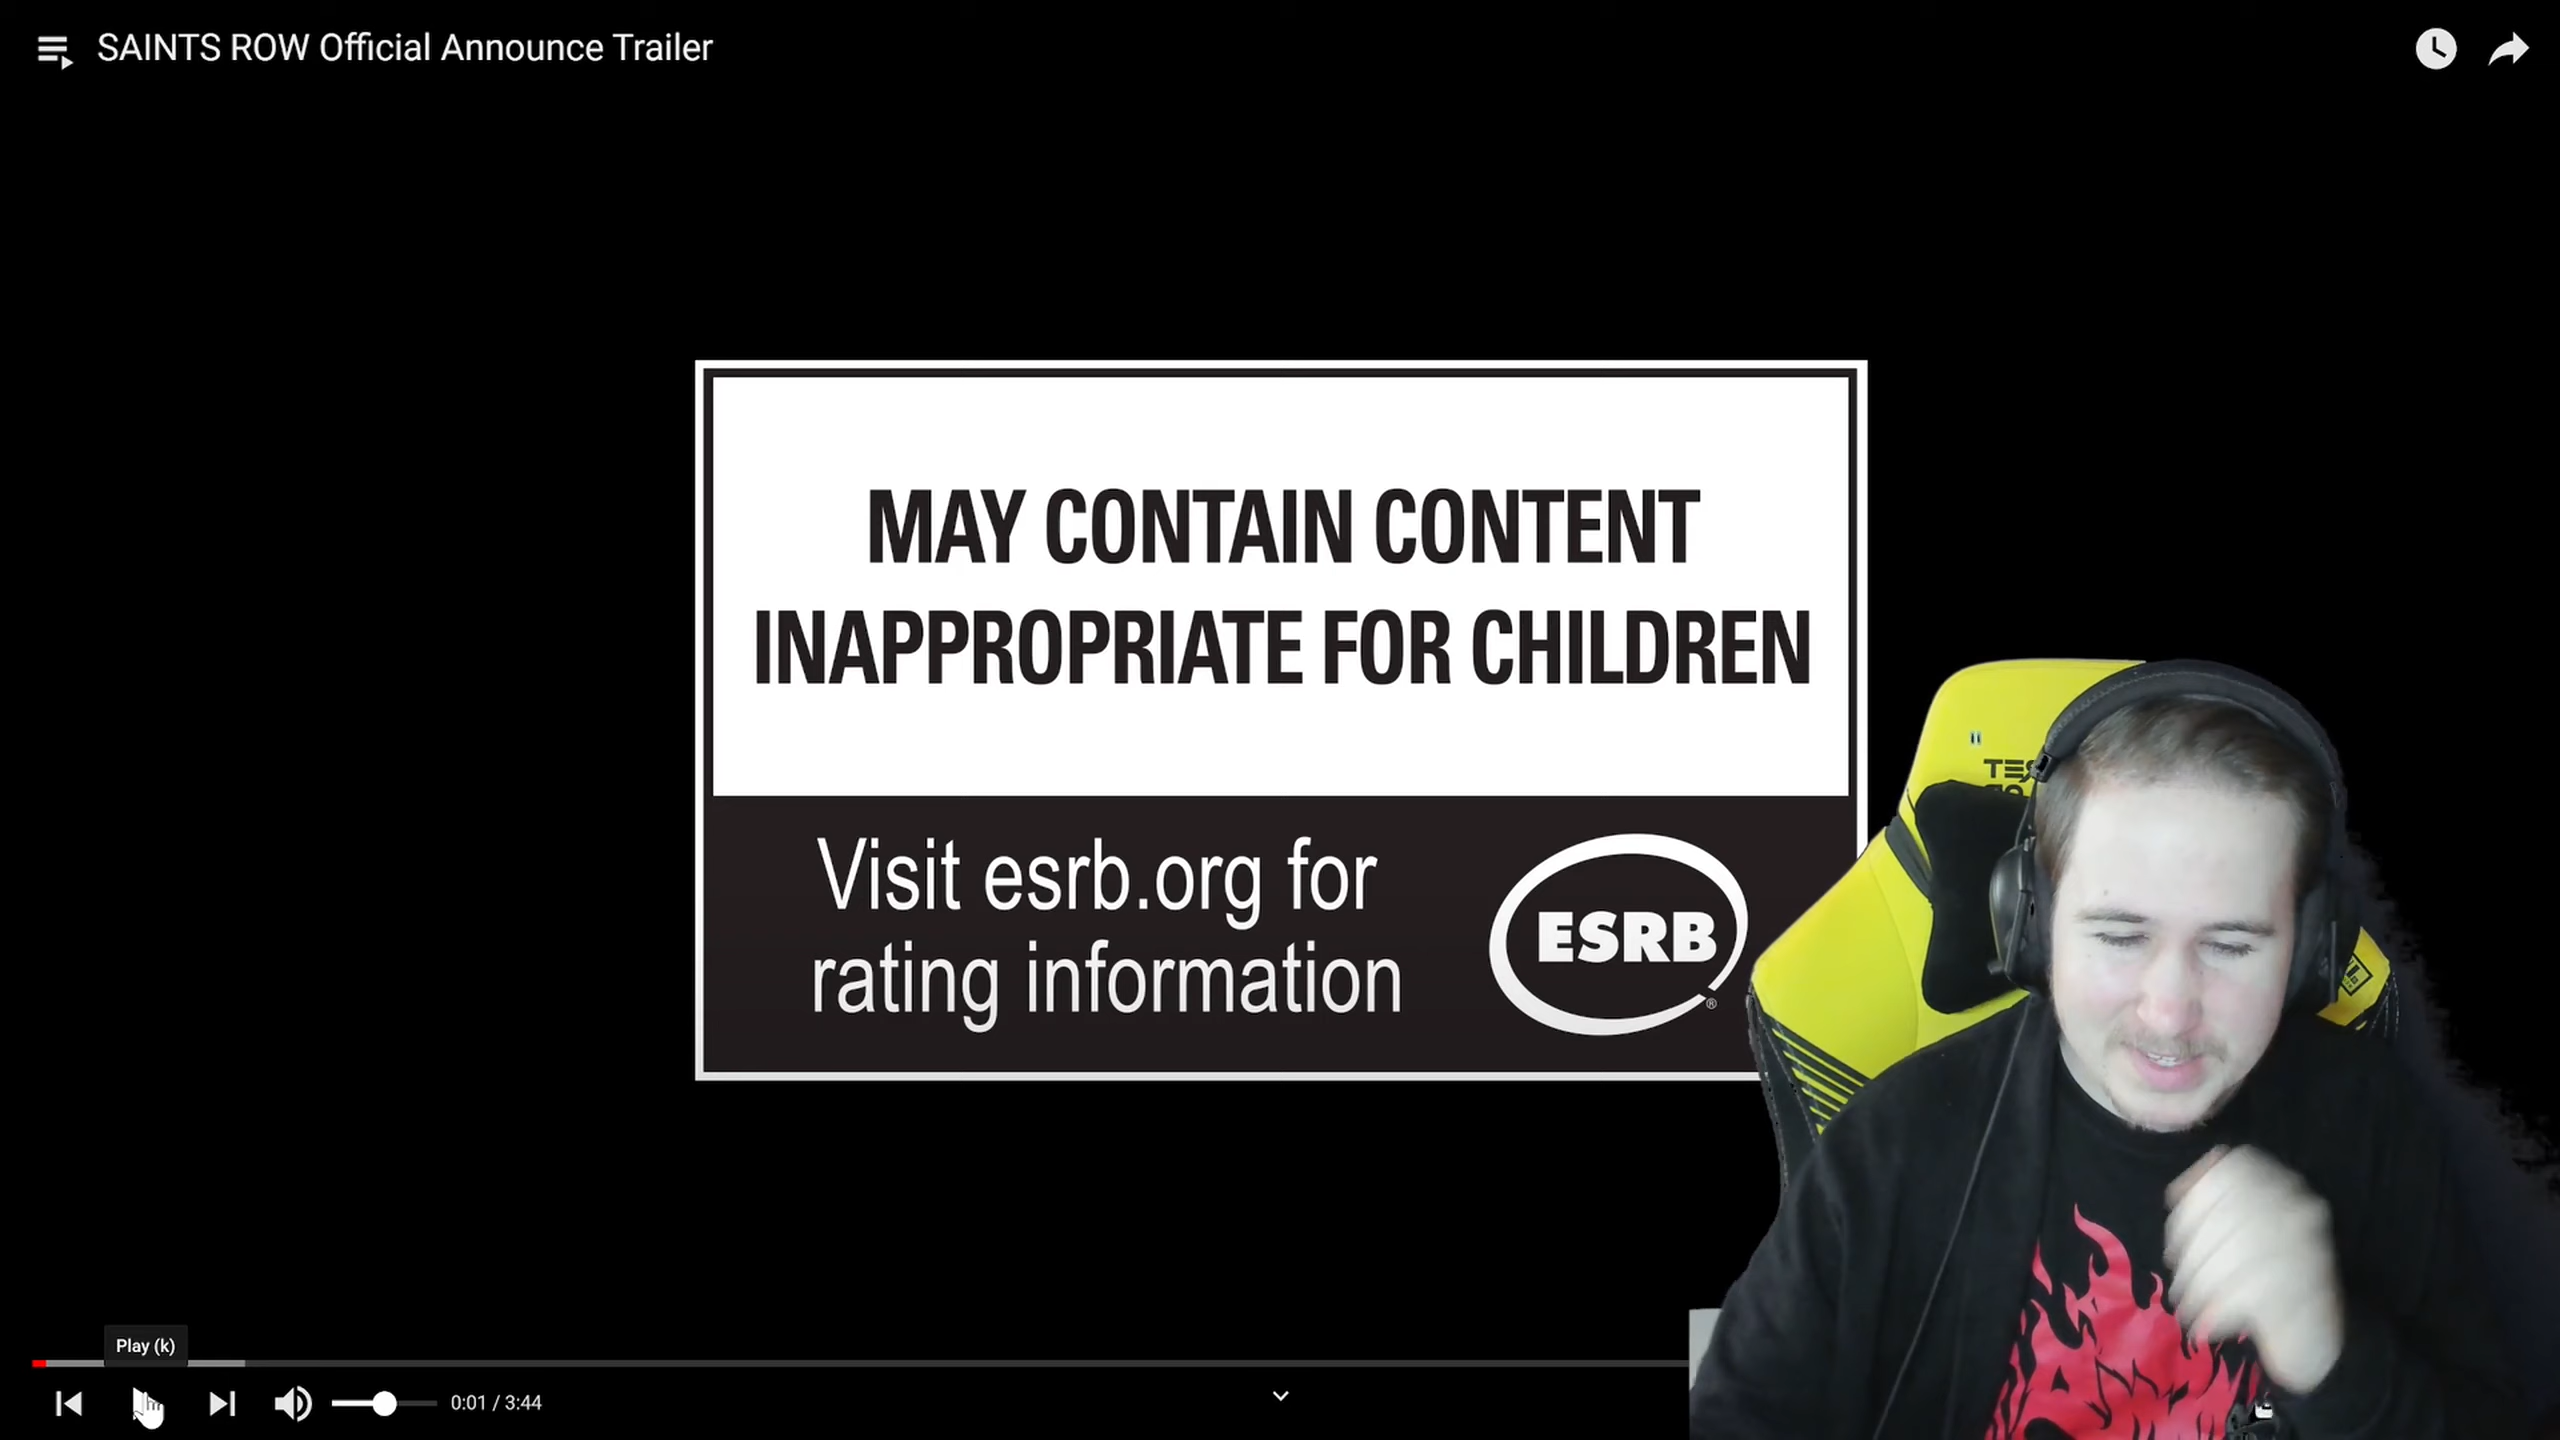 SAINTS ROW Official Announce Trailer
MAY CONTAIN CONTENT
INAPPROPRIATE FOR CHILDREN
Visit esrb.org for
rating information
ESRB
®
Play (k)
0:01 / 3:44